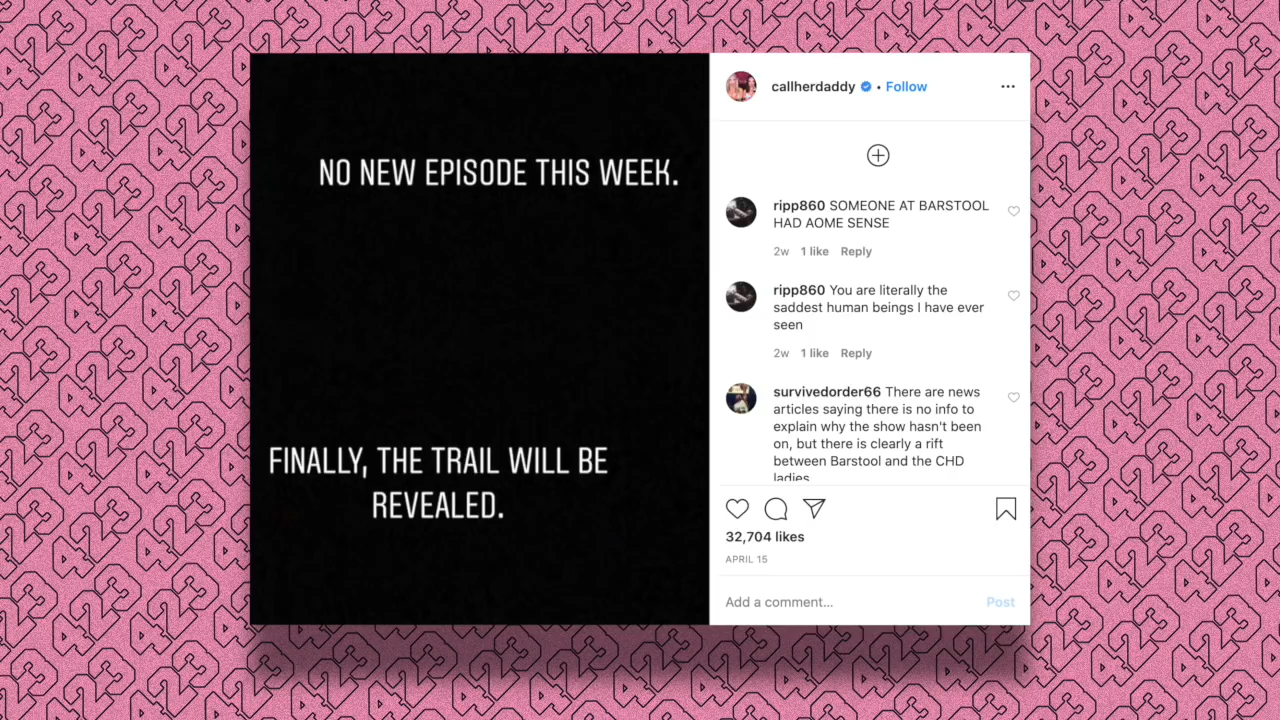 NO NEW EPISODE THIS WEEK.
FINALLY, THE TRAIL WILL BE
REVEALED.
callherdaddy • Follow
ripp860 SOMEONE AT BARSTOOL
HAD AOME SENSE
2w 1 like Reply
ripp860 You are literally the
saddest human beings I have ever
seen
2w 1 like Reply
survivedorder66 There are news
articles saying there is no info to
explain why the show hasn't been
on, but there is clearly a rift
between Barstool and the CHD
ladies
32,704 likes
APRIL 15
Add a comment...
Post